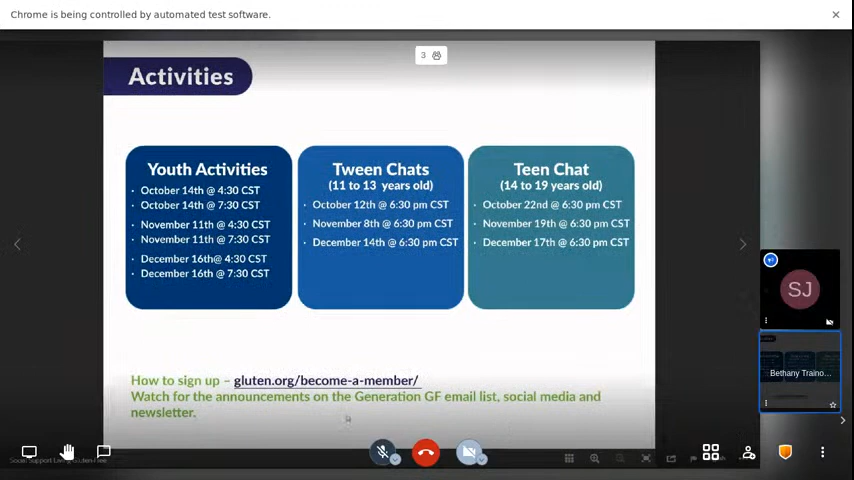 Chrome is being controlled by automated test software.
3
Activities
Youth Activities
· October 14th @ 4:30 CST
· October 14th @ 7:30 CST
· November 11th @ 4:30 CST
· November 11th @ 7:30 CST
· December 16th@ 4:30 CST
· December 16th @ 7:30 CST
Tween Chats
(11 to 13 years old)
· October 12th @ 6:30 pm CST
· November 8th @ 6:30 pm CST
· December 14th @ 6:30 pm CST
Teen Chat
(14 to 19 years old)
· October 22nd @ 6:30 pm CST
· November 19th @ 6:30 pm CST
· December 17th @ 6:30 pm CST
SJ
Bethany Traino...
How to sign up – gluten.org/become-a-member/
Watch for the announcements on the Generation GF email list, social media and
newsletter.